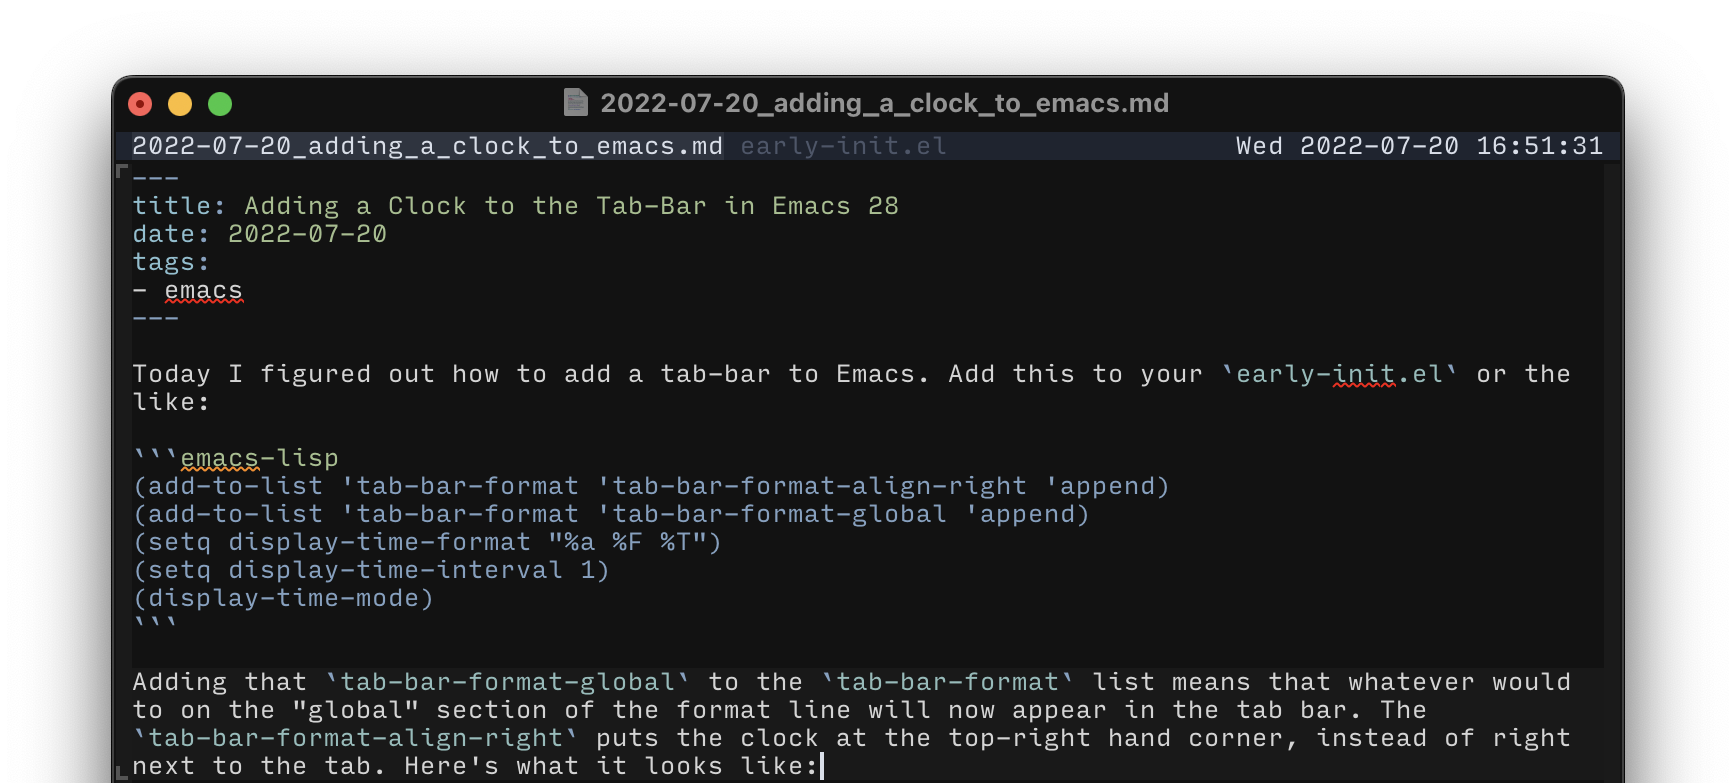 2022-07-20_adding_a_clock_to_emacs.md
2022-07-20_adding_a_clock_to_emacs.md early-init.el Wed 2022-07-20 16:51:31
---
title: Adding a Clock to the Tab-Bar in Emacs 28
date: 2022-07-20
tags:
- emacs
---
Today I figured out how to add a tab-bar to Emacs. Add this to your `early-init.el` or the
like:
```emacs-lisp
(add-to-list 'tab-bar-format 'tab-bar-format-align-right 'append)
(add-to-list 'tab-bar-format 'tab-bar-format-global 'append)
(setq display-time-format "%a %F %T")
(setq display-time-interval 1)
(display-time-mode)
```
Adding that `tab-bar-format-global` to the `tab-bar-format` list means that whatever would
to on the "global" section of the format line will now appear in the tab bar. The
`tab-bar-format-align-right` puts the clock at the top-right hand corner, instead of right
next to the tab. Here's what it looks like: